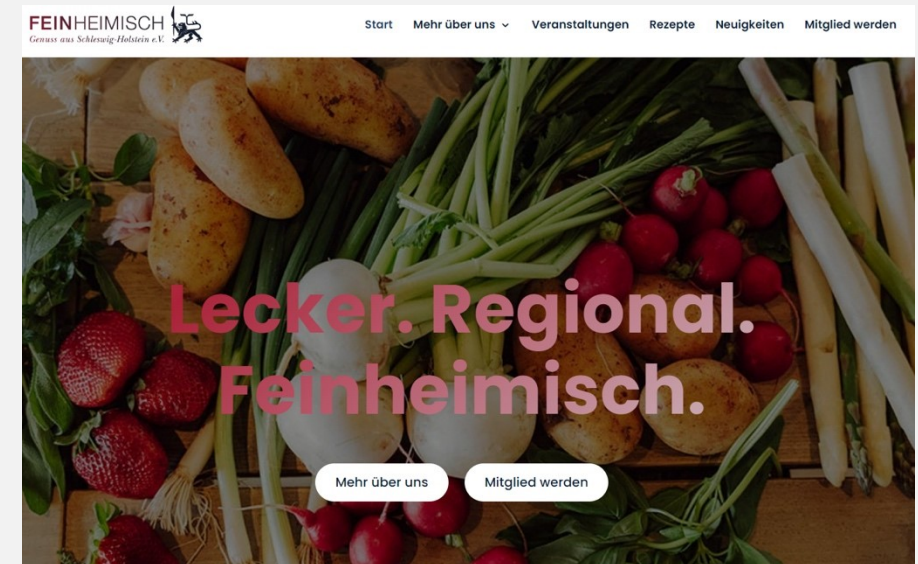 FEINHEIMISCH
Genuss aus Schleswig-Holstein e.V.
Start Mehr über uns Veranstaltungen Rezepte Neuigkeiten Mitglied werden
Lecker. Regional.
Feinheimisch.
Mehr über uns Mitglied werden